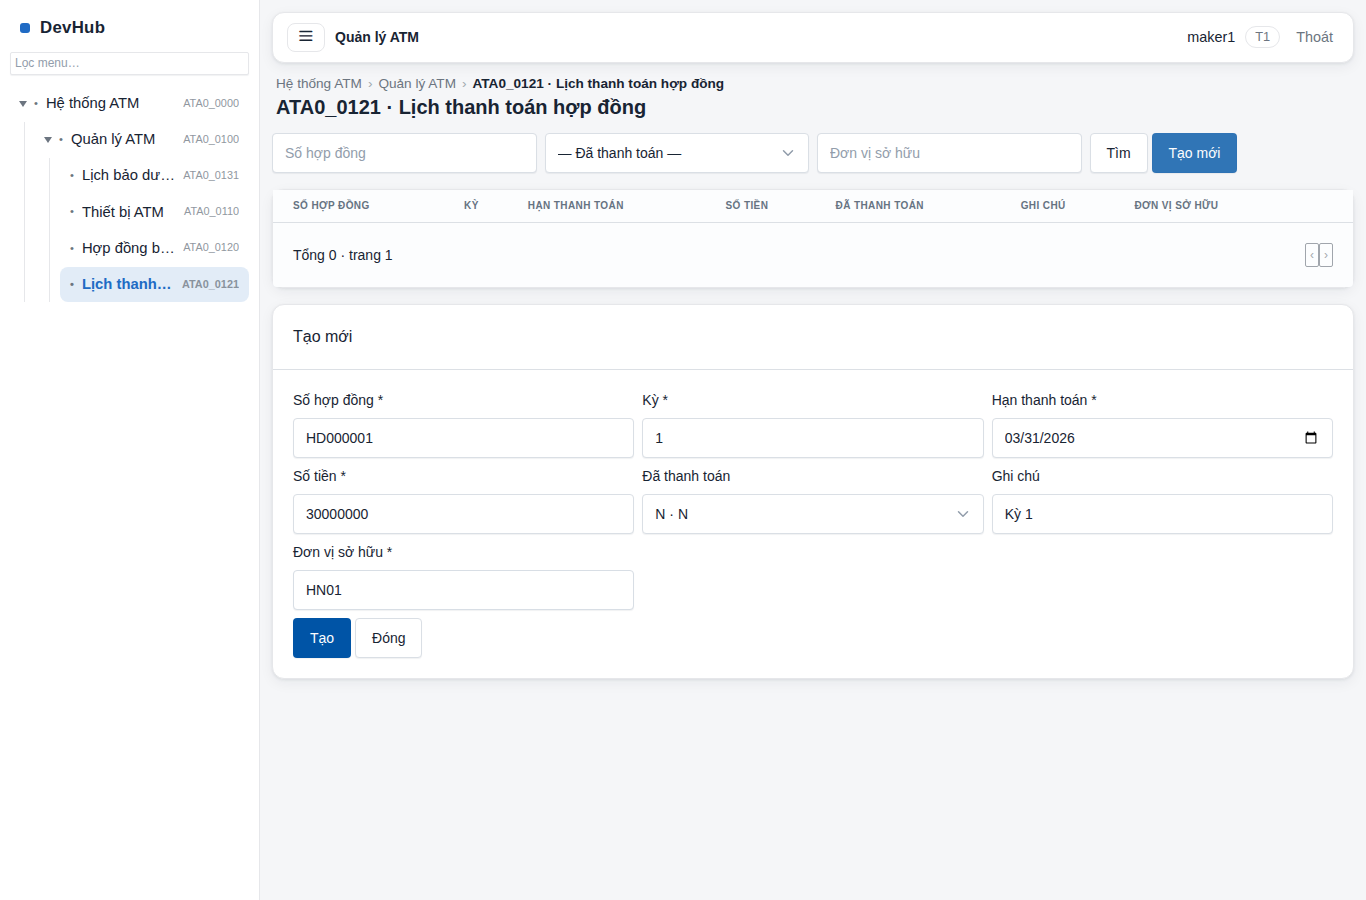 DevHub
Lọc menu…
Hệ thống ATM ATA0_0000
Quản lý ATM ATA0_0100
Lịch bảo dư… ATA0_0131
Thiết bị ATM ATA0_0110
Hợp đồng b… ATA0_0120
Lịch thanh… ATA0_0121
Quản lý ATM
maker1 T1 Thoát
Hệ thống ATM › Quản lý ATM › ATA0_0121 · Lịch thanh toán hợp đồng
ATA0_0121 · Lịch thanh toán hợp đồng
Số hợp đồng — Đã thanh toán — Đơn vị sở hữu Tìm Tạo mới
SỐ HỢP ĐỒNG KỲ HẠN THANH TOÁN SỐ TIỀN ĐÃ THANH TOÁN GHI CHÚ ĐƠN VỊ SỞ HỮU
Tổng 0 · trang 1 ‹ ›
Tạo mới
Số hợp đồng * Kỳ * Hạn thanh toán *
HD000001 1 03/31/2026
Số tiền * Đã thanh toán Ghi chú
30000000 N · N Kỳ 1
Đơn vị sở hữu *
HN01
Tạo Đóng